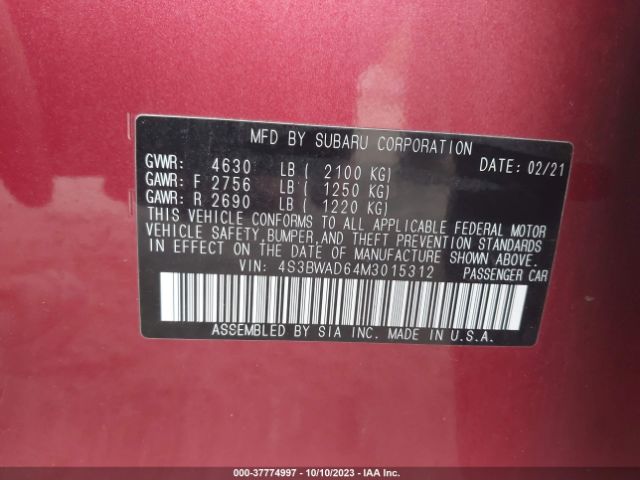 MFD BY SUBARU CORPORATION
GVWR: 4630 LB ( 2100 KG) DATE: 02/21
GAWR: F 2756 LB ( 1250 KG)
GAWR: R 2690 LB ( 1220 KG)
THIS VEHICLE CONFORMS TO ALL APPLICABLE FEDERAL MOTOR
VEHICLE SAFETY, BUMPER, AND THEFT PREVENTION STANDARDS
IN EFFECT ON THE DATE OF MANUFACTURE SHOWN ABOVE.
VIN: 4S3BWAD64M3015312 PASSENGER CAR
ASSEMBLED BY SIA INC. MADE IN U.S.A.
000-37774997 - 10/10/2023 - Copyright © IAA Holdings, LLC